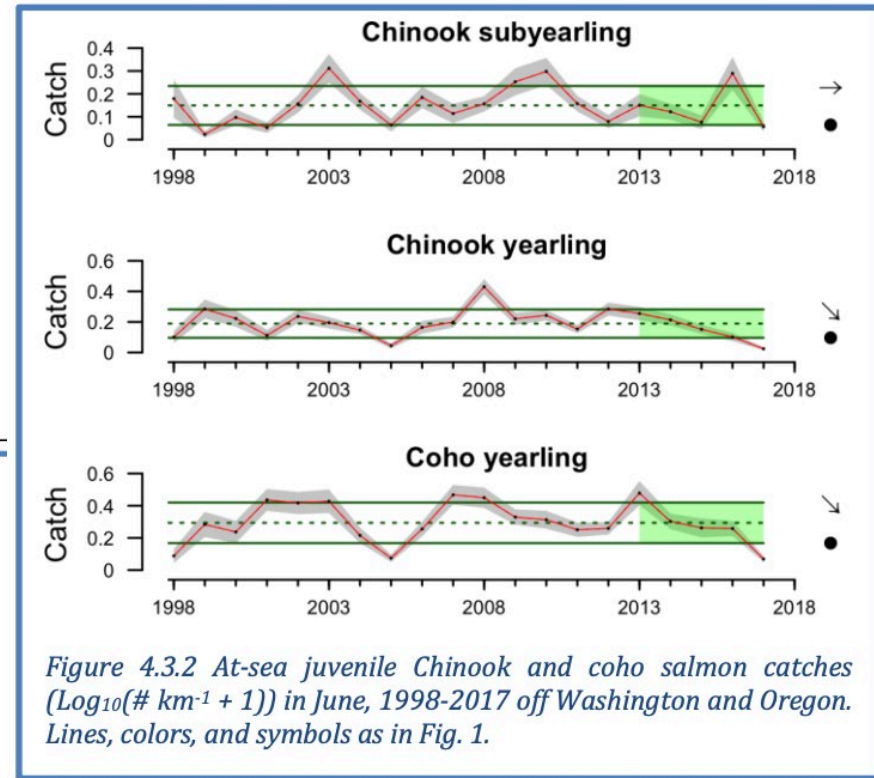 Chinook subyearling
Catch
0.4
0.3
0.2
0.1
0
1998 2003 2008 2013 2018
Chinook yearling
Catch
0.6
0.4
0.2
0
1998 2003 2008 2013 2018
Coho yearling
Catch
0.6
0.4
0.2
0
1998 2003 2008 2013 2018
Figure 4.3.2 At-sea juvenile Chinook and coho salmon catches
(Log₁₀(# km⁻¹ + 1)) in June, 1998-2017 off Washington and Oregon.
Lines, colors, and symbols as in Fig. 1.